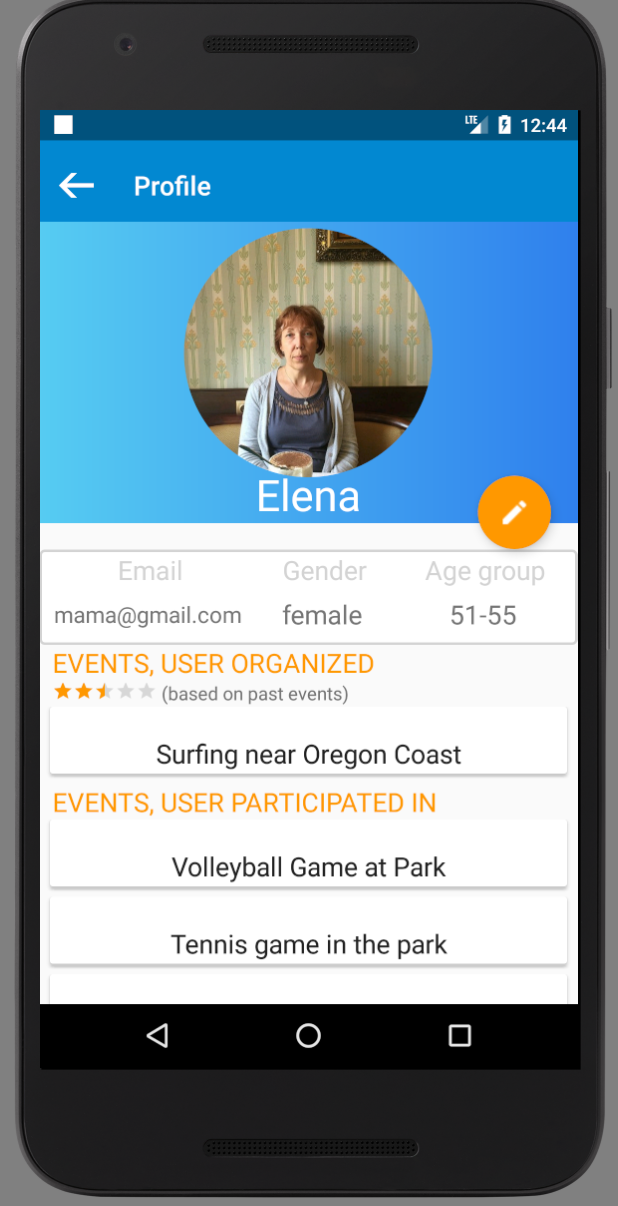 LTE 12:44
Profile
Elena
Email Gender Age group
mama@gmail.com female 51-55
EVENTS, USER ORGANIZED
(based on past events)
Surfing near Oregon Coast
EVENTS, USER PARTICIPATED IN
Volleyball Game at Park
Tennis game in the park